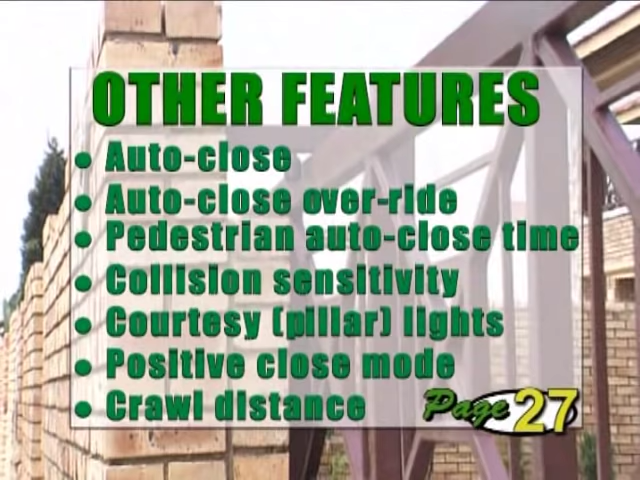 OTHER FEATURES
• Auto-close
• Auto-close over-ride
• Pedestrian auto-close time
• Collision sensitivity
• Courtesy (pillar) lights
• Positive close mode
• Crawl distance
Page 27